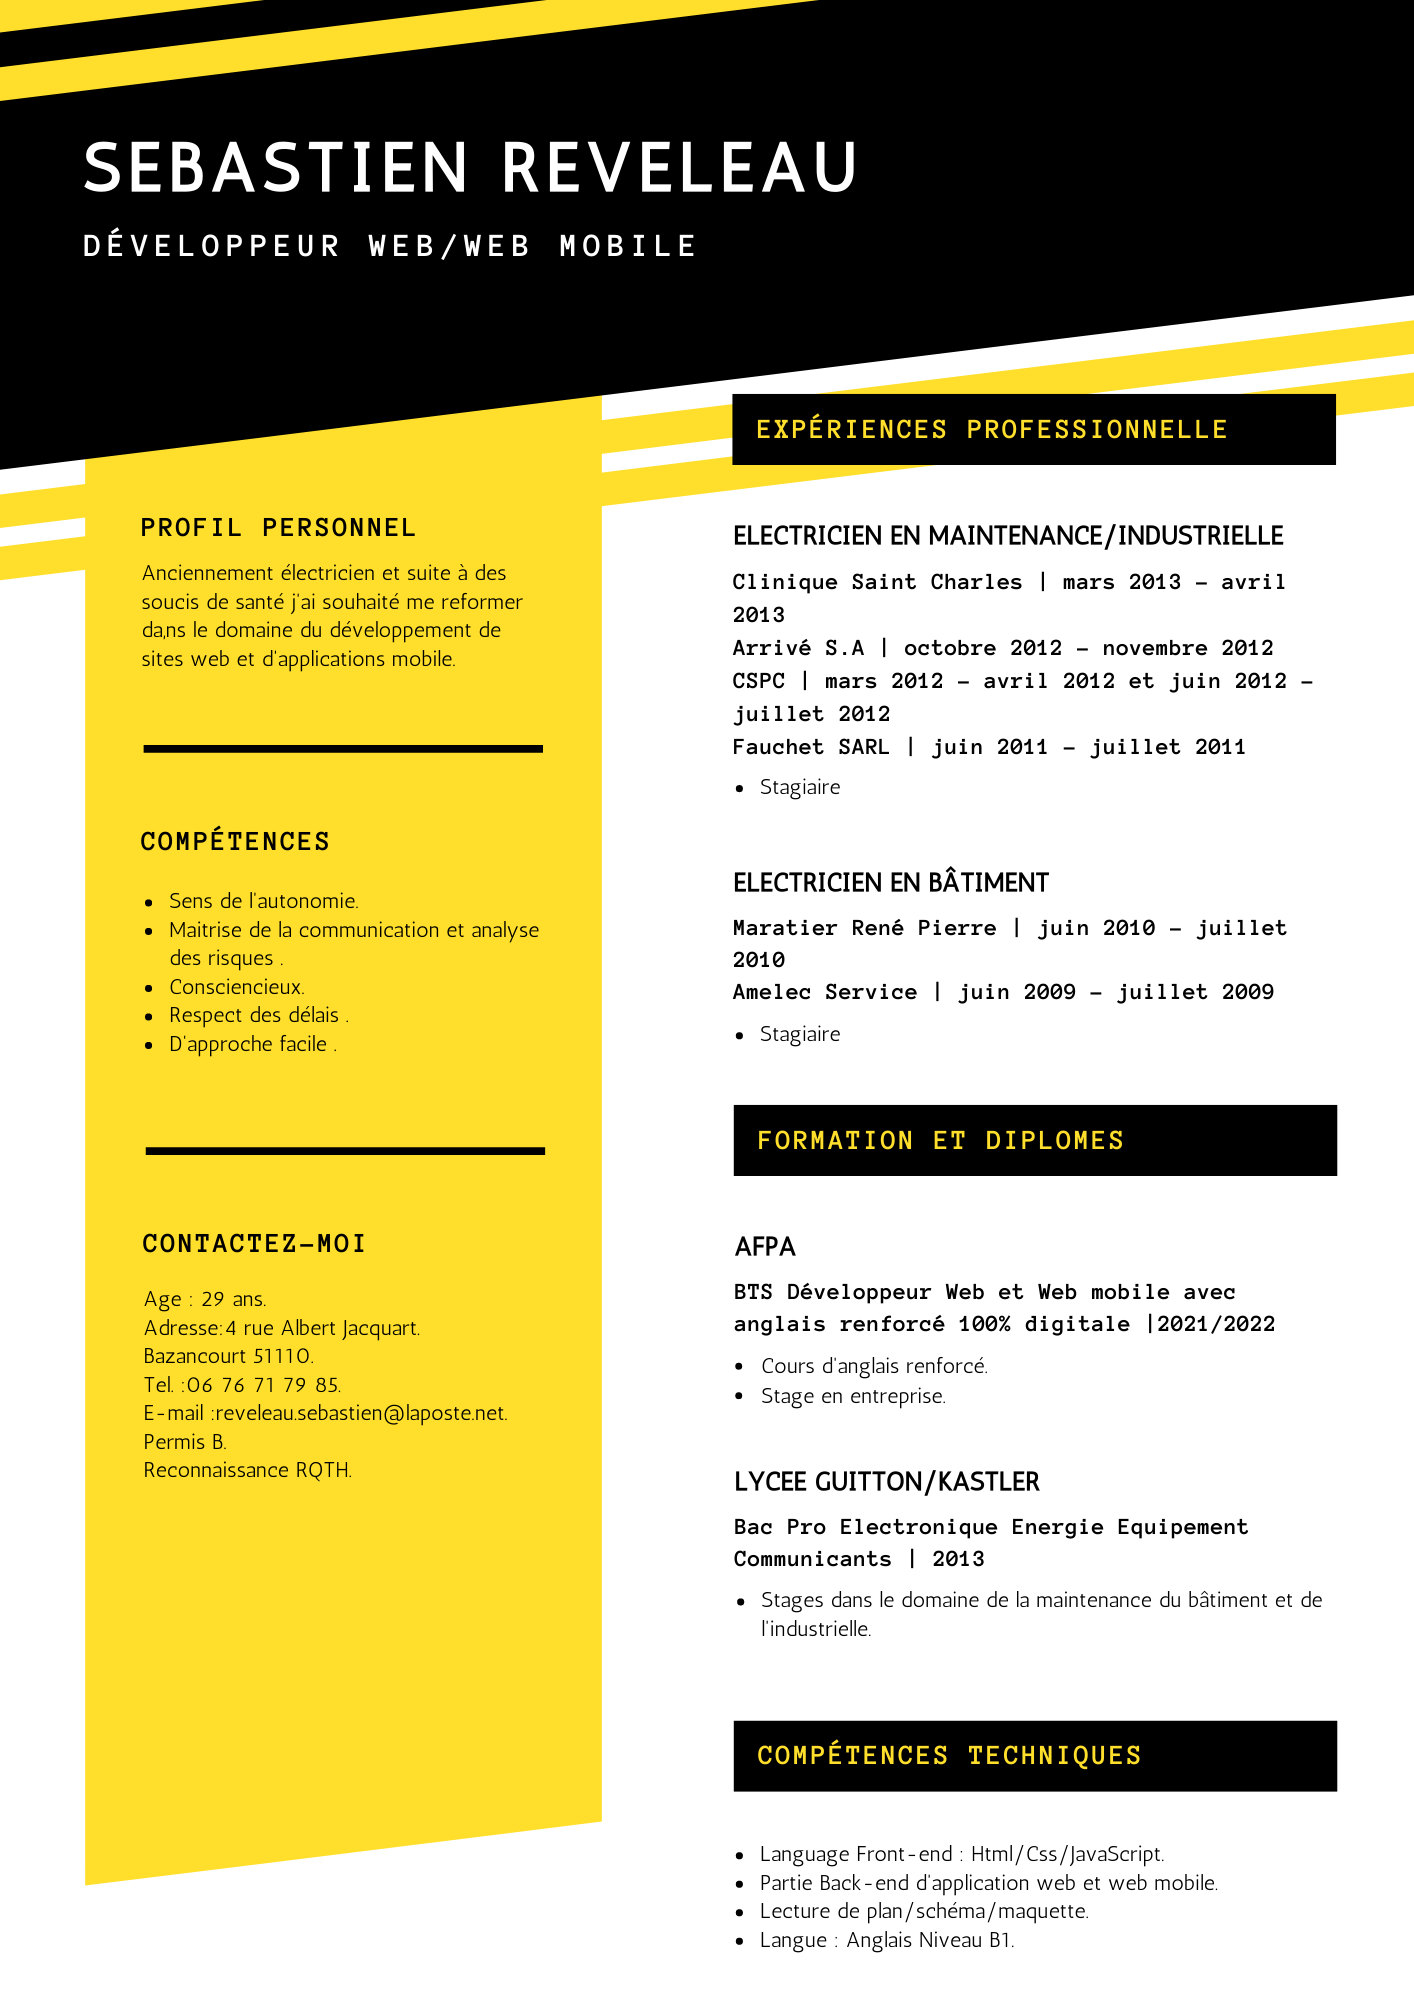 SEBASTIEN REVELEAU
DÉVELOPPEUR WEB/WEB MOBILE
PROFIL PERSONNEL
Anciennement électricien et suite à des
soucis de santé j'ai souhaité me reformer
da,ns le domaine du développement de
sites web et d'applications mobile.
COMPÉTENCES
• Sens de l'autonomie.
• Maitrise de la communication et analyse
des risques .
• Consciencieux.
• Respect des délais .
• D'approche facile .
CONTACTEZ-MOI
Age : 29 ans.
Adresse:4 rue Albert Jacquart.
Bazancourt 51110.
Tel. :06 76 71 79 85.
E-mail :reveleau.sebastien@laposte.net.
Permis B.
Reconnaissance RQTH.
EXPÉRIENCES PROFESSIONNELLE
ELECTRICIEN EN MAINTENANCE/INDUSTRIELLE
Clinique Saint Charles | mars 2013 - avril
2013
Arrivé S.A | octobre 2012 - novembre 2012
CSPC | mars 2012 - avril 2012 et juin 2012 -
juillet 2012
Fauchet SARL | juin 2011 - juillet 2011
• Stagiaire
ELECTRICIEN EN BÂTIMENT
Maratier René Pierre | juin 2010 - juillet
2010
Amelec Service | juin 2009 - juillet 2009
• Stagiaire
FORMATION ET DIPLOMES
AFPA
BTS Développeur Web et Web mobile avec
anglais renforcé 100% digitale |2021/2022
• Cours d'anglais renforcé.
• Stage en entreprise.
LYCEE GUITTON/KASTLER
Bac Pro Electronique Energie Equipement
Communicants | 2013
• Stages dans le domaine de la maintenance du bâtiment et de
l'industrielle.
COMPÉTENCES TECHNIQUES
• Language Front-end : Html/Css/JavaScript.
• Partie Back-end d'application web et web mobile.
• Lecture de plan/schéma/maquette.
• Langue : Anglais Niveau B1.